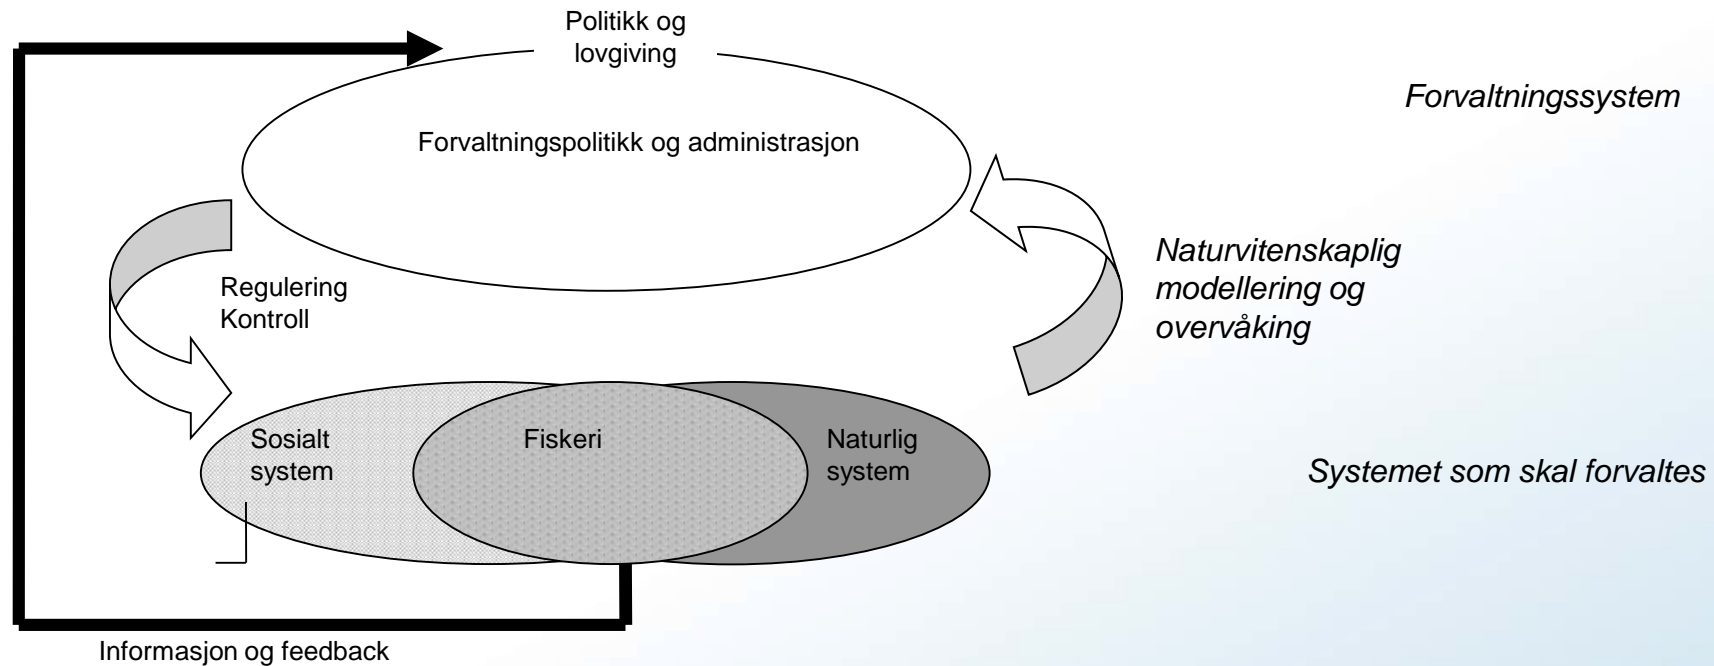 Politikk og
lovgiving
Forvaltningssystem
Forvaltningspolitikk og administrasjon
Naturvitenskaplig
modellering og
overvåking
Regulering
Kontroll
Sosialt
system
Fiskeri
Naturlig
system
Systemet som skal forvaltes
Informasjon og feedback